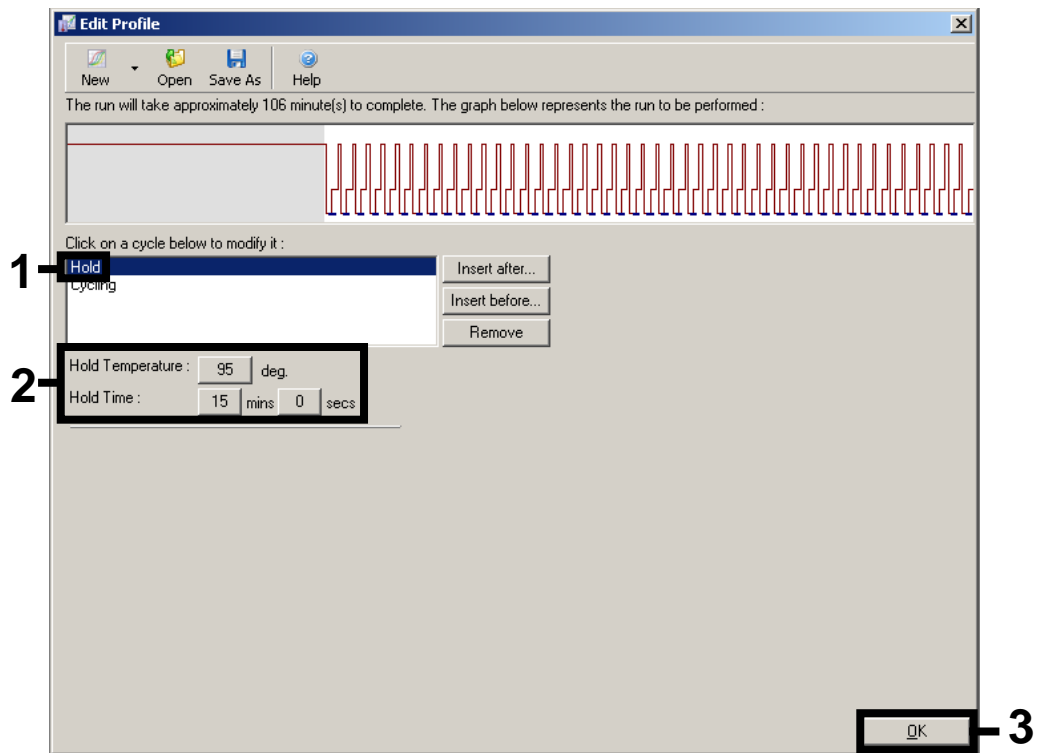 Edit Profile
New Open Save As Help
The run will take approximately 106 minute(s) to complete. The graph below represents the run to be performed :
Click on a cycle below to modify it :
1 Hold Insert after...
Cycling Insert before...
Remove
2 Hold Temperature : 95 deg.
Hold Time : 15 mins 0 secs
OK 3